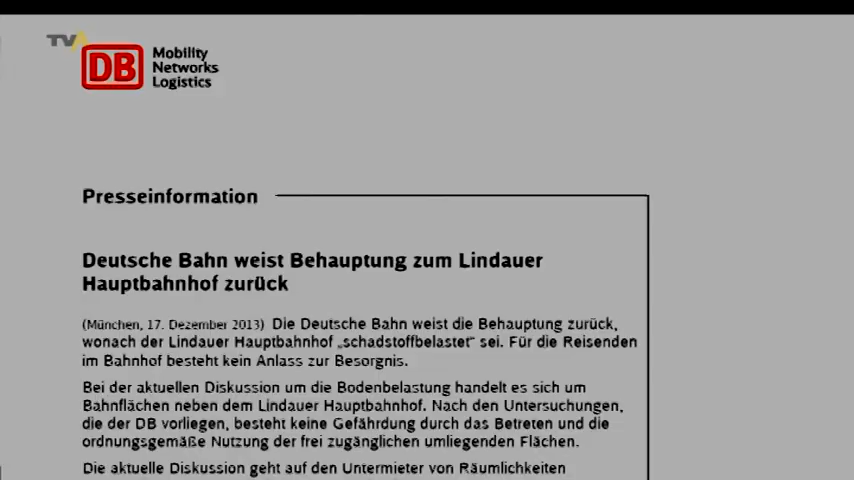 TVA
DB
Mobility
Networks
Logistics
Presseinformation
Deutsche Bahn weist Behauptung zum Lindauer
Hauptbahnhof zurück
(München, 17. Dezember 2013) Die Deutsche Bahn weist die Behauptung zurück,
wonach der Lindauer Hauptbahnhof „schadstoffbelastet“ sei. Für die Reisenden
im Bahnhof besteht kein Anlass zur Besorgnis.
Bei der aktuellen Diskussion um die Bodenbelastung handelt es sich um
Bahnflächen neben dem Lindauer Hauptbahnhof. Nach den Untersuchungen,
die der DB vorliegen, besteht keine Gefährdung durch das Betreten und die
ordnungsgemäße Nutzung der frei zugänglichen umliegenden Flächen.
Die aktuelle Diskussion geht auf den Untermieter von Räumlichkeiten